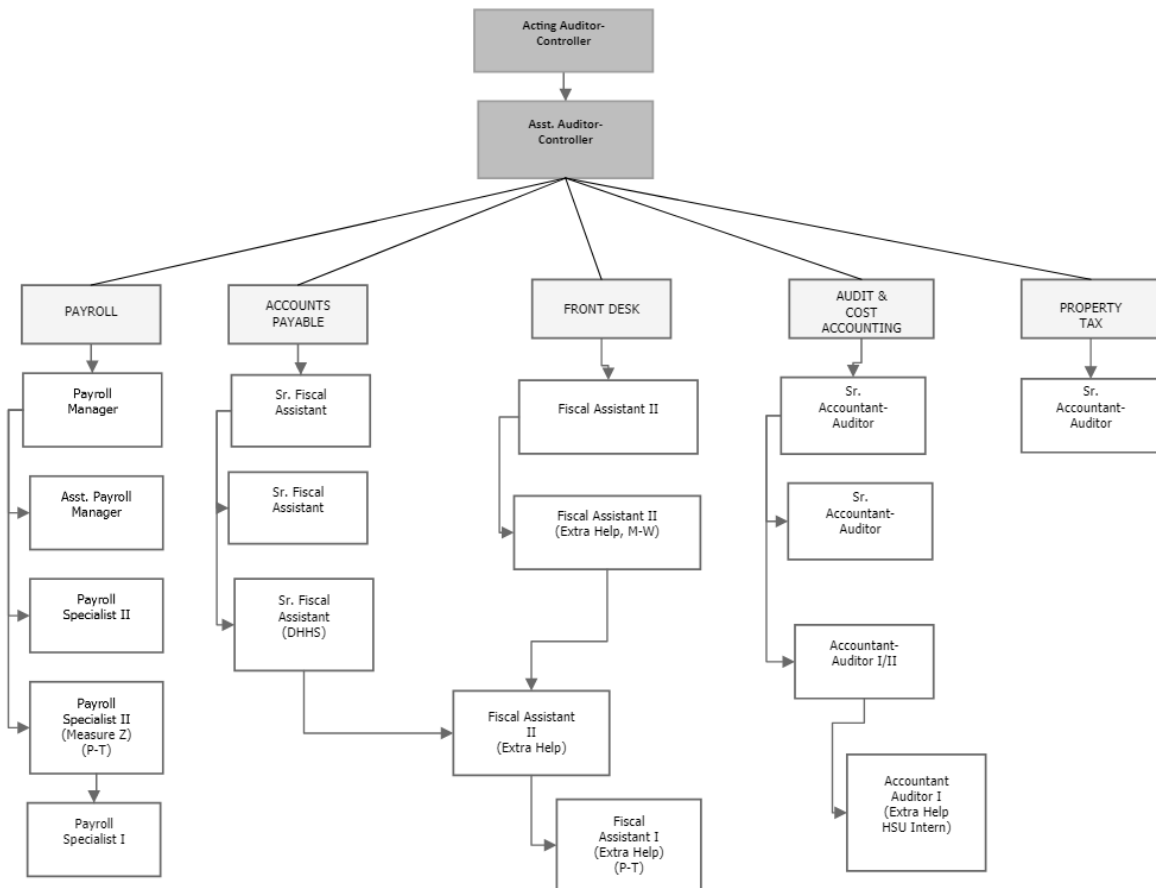 Acting Auditor-
Controller
Asst. Auditor-
Controller
PAYROLL
ACCOUNTS
PAYABLE
FRONT DESK
AUDIT &
COST
ACCOUNTING
PROPERTY
TAX
Payroll
Manager
Sr. Fiscal
Assistant
Fiscal Assistant II
Sr.
Accountant-
Auditor
Sr.
Accountant-
Auditor
Asst. Payroll
Manager
Sr. Fiscal
Assistant
Fiscal Assistant II
(Extra Help, M-W)
Sr.
Accountant-
Auditor
Payroll
Specialist II
Sr. Fiscal
Assistant
(DHHS)
Accountant-
Auditor I/II
Payroll
Specialist II
(Measure Z)
(P-T)
Fiscal Assistant
II
(Extra Help)
Accountant
Auditor I
(Extra Help
HSU Intern)
Payroll
Specialist I
Fiscal
Assistant I
(Extra Help)
(P-T)